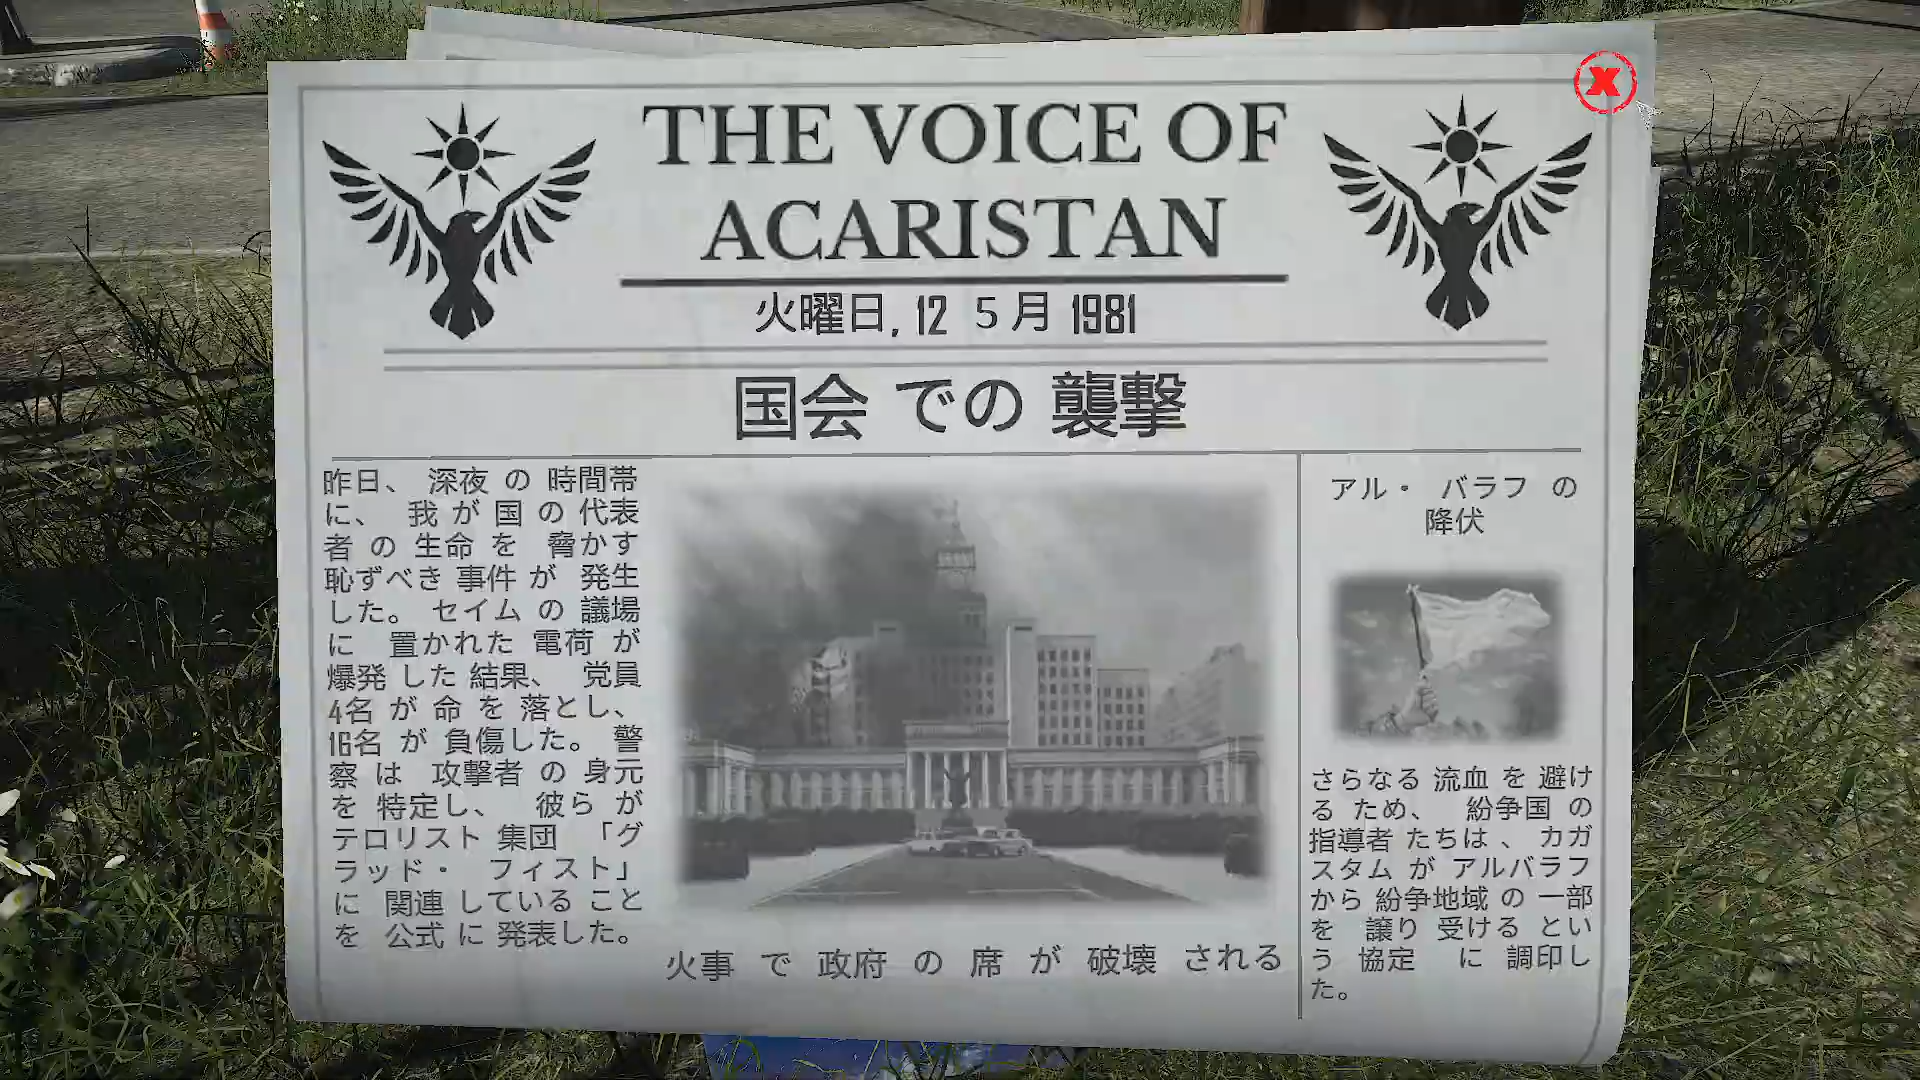 THE VOICE OF
ACARISTAN
火曜日, 12 5月 1981
国会 での 襲撃
昨日、 深夜 の 時間帯
に、 我 が 国 の 代表
者 の 生命 を 脅かす
恥ずべき 事件 が 発生
した。 セイム の 議場
に 置かれた 電荷 が
爆発 した 結果、 党員
4名 が 命 を 落とし、
16名 が 負傷した。 警
察 は 攻撃者 の 身元
を 特定し、 彼ら が
テロリスト 集団 「グ
ラッド・ フィスト」
に 関連 している こと
を 公式 に 発表した。
火事 で 政府 の 席 が 破壊 される
アル・ バラフ の
降伏
さらなる 流血 を 避け
る ため、 紛争国 の
指導者 たちは 、 カガ
スタム が アルバラフ
から 紛争地域 の 一部
を 譲り 受ける とい
う 協定 に 調印し
た。
X